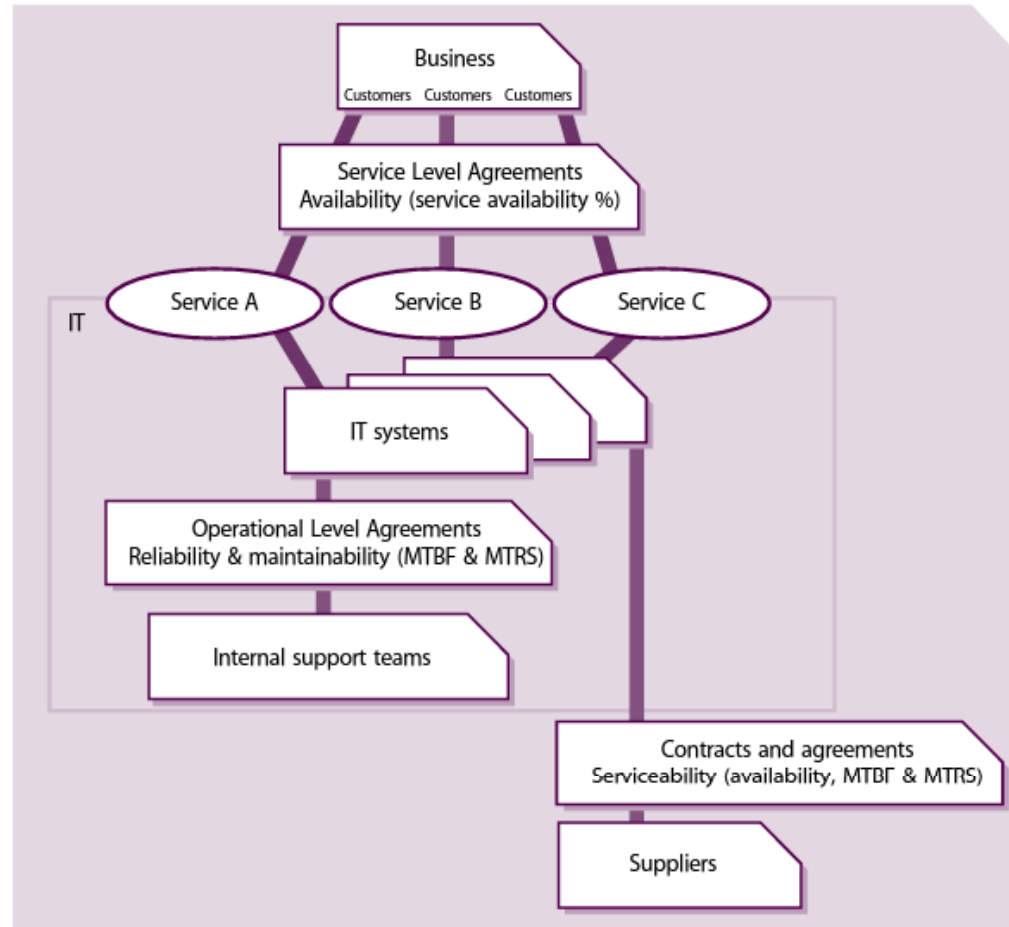 Business
Customers Customers Customers
Service Level Agreements
Availability (service availability %)
Service A
Service B
Service C
IT
IT systems
Operational Level Agreements
Reliability & maintainability (MTBF & MTRS)
Internal support teams
Contracts and agreements
Serviceability (availability, MTBF & MTRS)
Suppliers